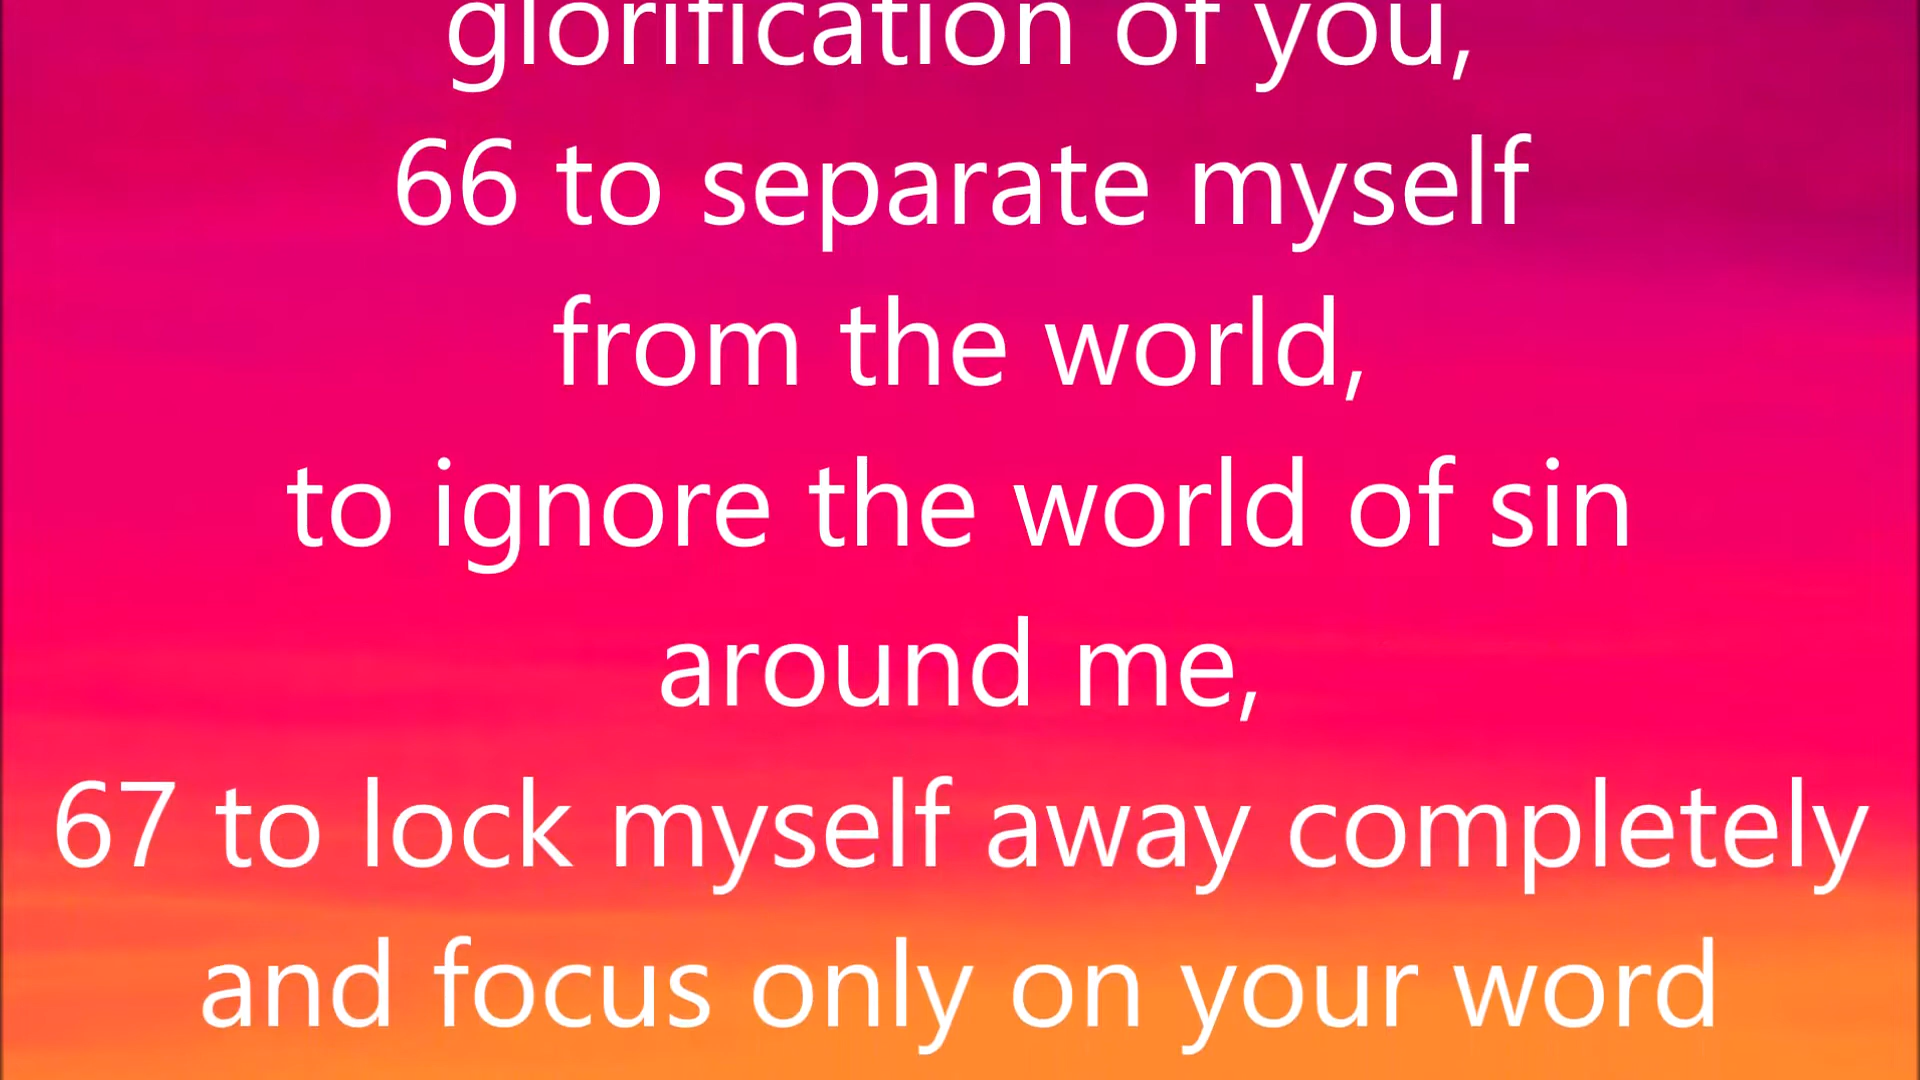 glorification of you,
66 to separate myself
from the world,
to ignore the world of sin
around me,
67 to lock myself away completely
and focus only on your word